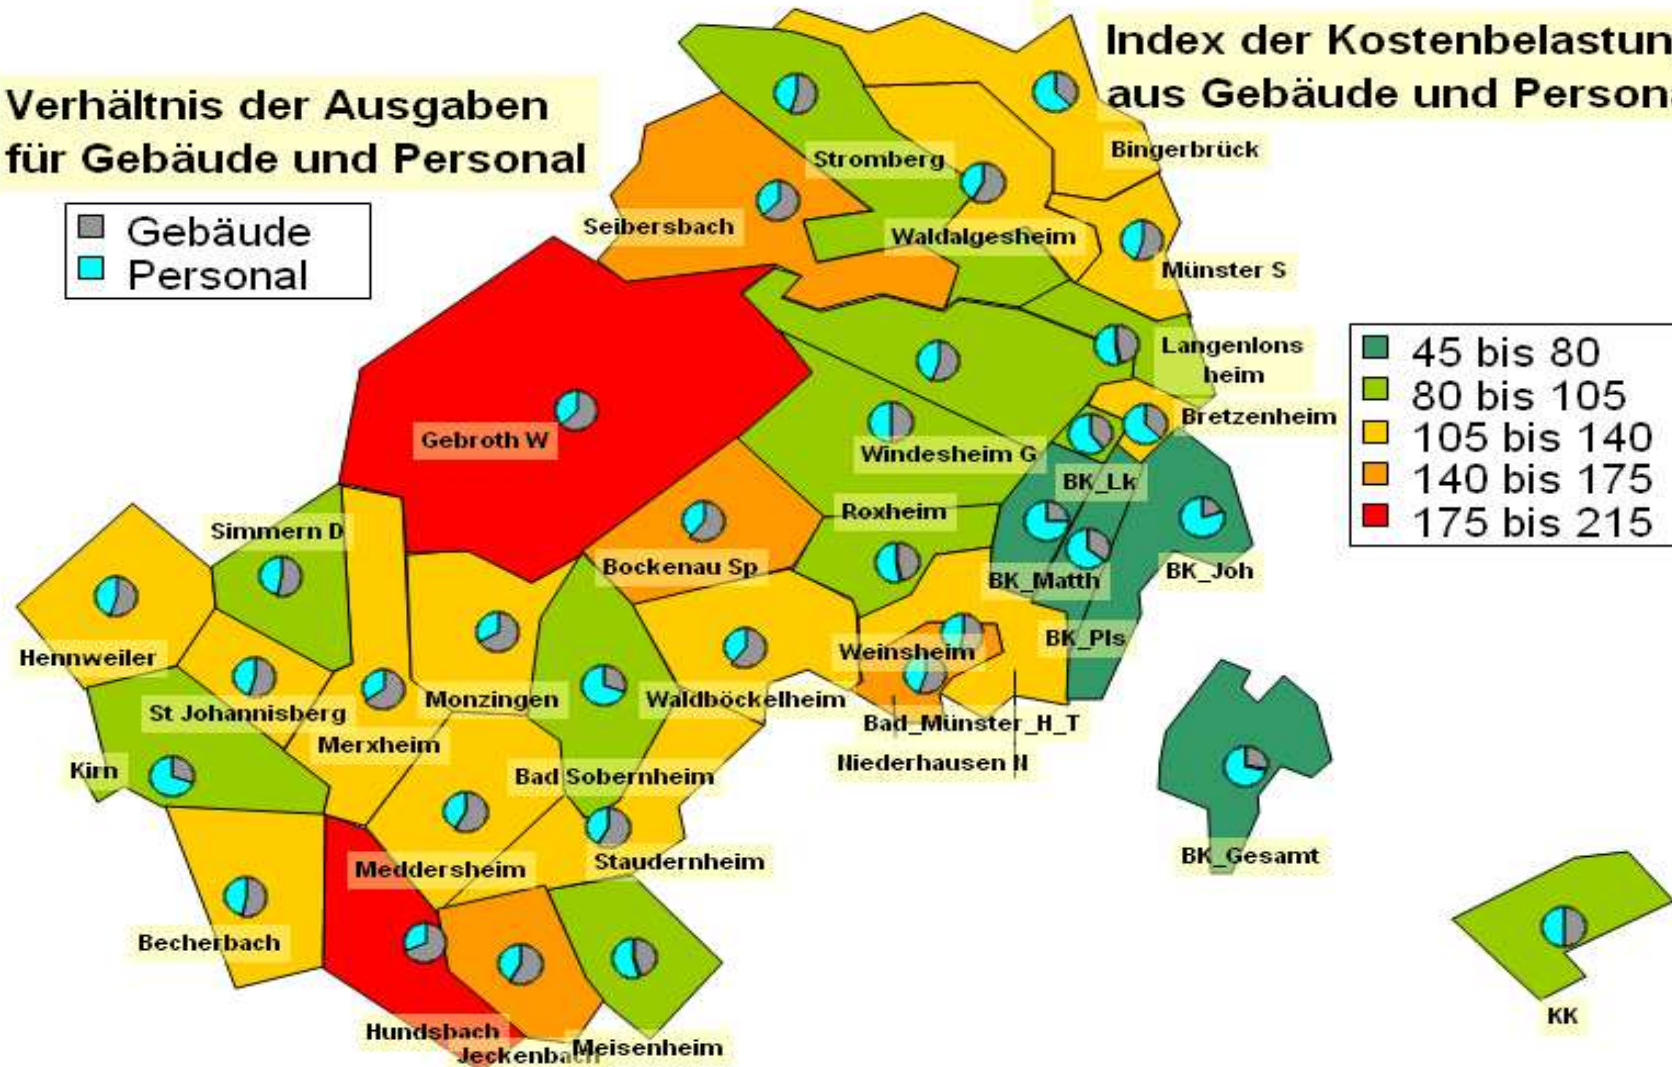 Verhältnis der Ausgaben
für Gebäude und Personal
Gebäude
Personal
Index der Kostenbelastun
aus Gebäude und Persona
Bingerbrück
Stromberg
Seibersbach
Waldalgesheim
Münster S
Langenlons
heim
Bretzenheim
45 bis 80
80 bis 105
105 bis 140
140 bis 175
175 bis 215
Gebroth W
Windesheim G
BK_Lk
Roxheim
Simmern D
Bockenau Sp
BK_Matth
BK_Joh
BK_Pls
Hennweiler
Weinsheim
St Johannisberg
Monzingen
Waldböckelheim
Merxheim
Bad_Münster_H_T
Niederhausen N
Kirn
Bad Sobernheim
Meddersheim
Staudernheim
BK_Gesamt
Becherbach
KK
Hundsbach
Jeckenbach
Meisenheim